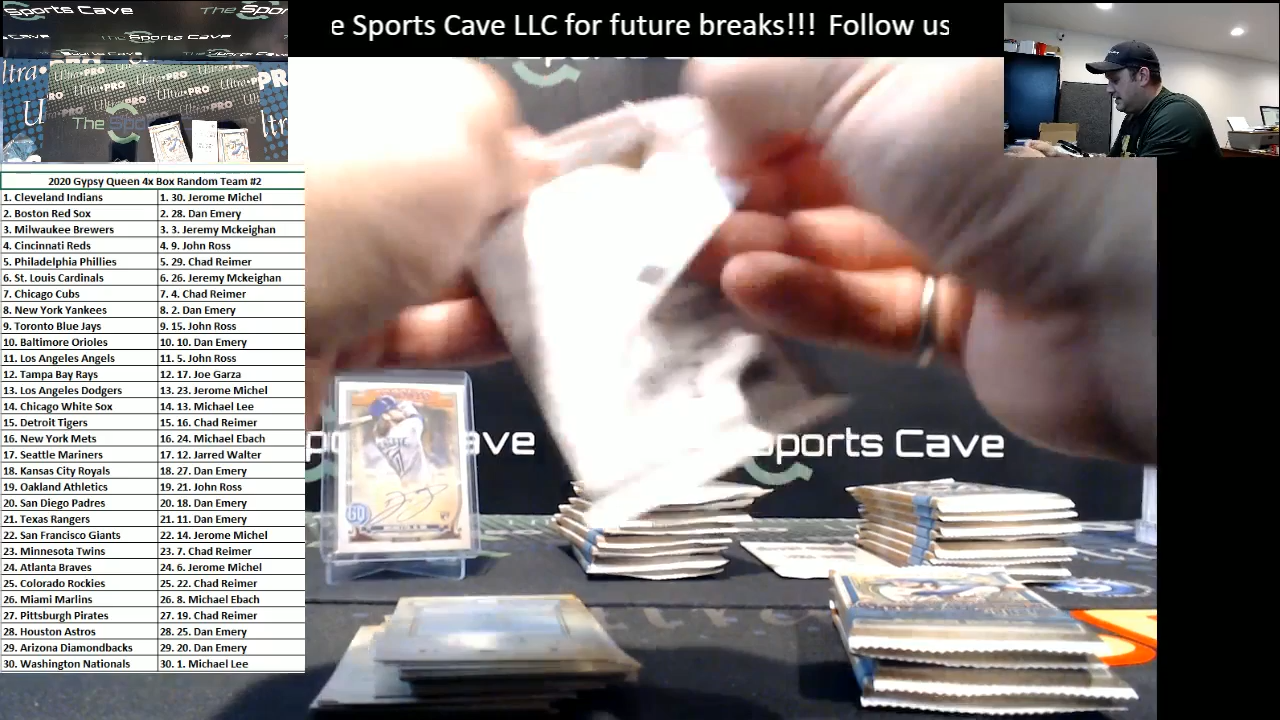 e Sports Cave LLC for future breaks!!! Follow us
The Sports Cave
The Spo
Ultra·PRO
The S
2020 Gypsy Queen 4x Box Random Team #2
1. Cleveland Indians 1. 30. Jerome Michel
2. Boston Red Sox 2. 28. Dan Emery
3. Milwaukee Brewers 3. 3. Jeremy Mckeighan
4. Cincinnati Reds 4. 9. John Ross
5. Philadelphia Phillies 5. 29. Chad Reimer
6. St. Louis Cardinals 6. 26. Jeremy Mckeighan
7. Chicago Cubs 7. 4. Chad Reimer
8. New York Yankees 8. 2. Dan Emery
9. Toronto Blue Jays 9. 15. John Ross
10. Baltimore Orioles 10. 10. Dan Emery
11. Los Angeles Angels 11. 5. John Ross
12. Tampa Bay Rays 12. 17. Joe Garza
13. Los Angeles Dodgers 13. 23. Jerome Michel
14. Chicago White Sox 14. 13. Michael Lee
15. Detroit Tigers 15. 16. Chad Reimer
16. New York Mets 16. 24. Michael Ebach
17. Seattle Mariners 17. 12. Jarred Walter
18. Kansas City Royals 18. 27. Dan Emery
19. Oakland Athletics 19. 21. John Ross
20. San Diego Padres 20. 18. Dan Emery
21. Texas Rangers 21. 11. Dan Emery
22. San Francisco Giants 22. 14. Jerome Michel
23. Minnesota Twins 23. 7. Chad Reimer
24. Atlanta Braves 24. 6. Jerome Michel
25. Colorado Rockies 25. 22. Chad Reimer
26. Miami Marlins 26. 8. Michael Ebach
27. Pittsburgh Pirates 27. 19. Chad Reimer
28. Houston Astros 28. 25. Dan Emery
29. Arizona Diamondbacks 29. 20. Dan Emery
30. Washington Nationals 30. 1. Michael Lee
ave
Sports Cave
GQ